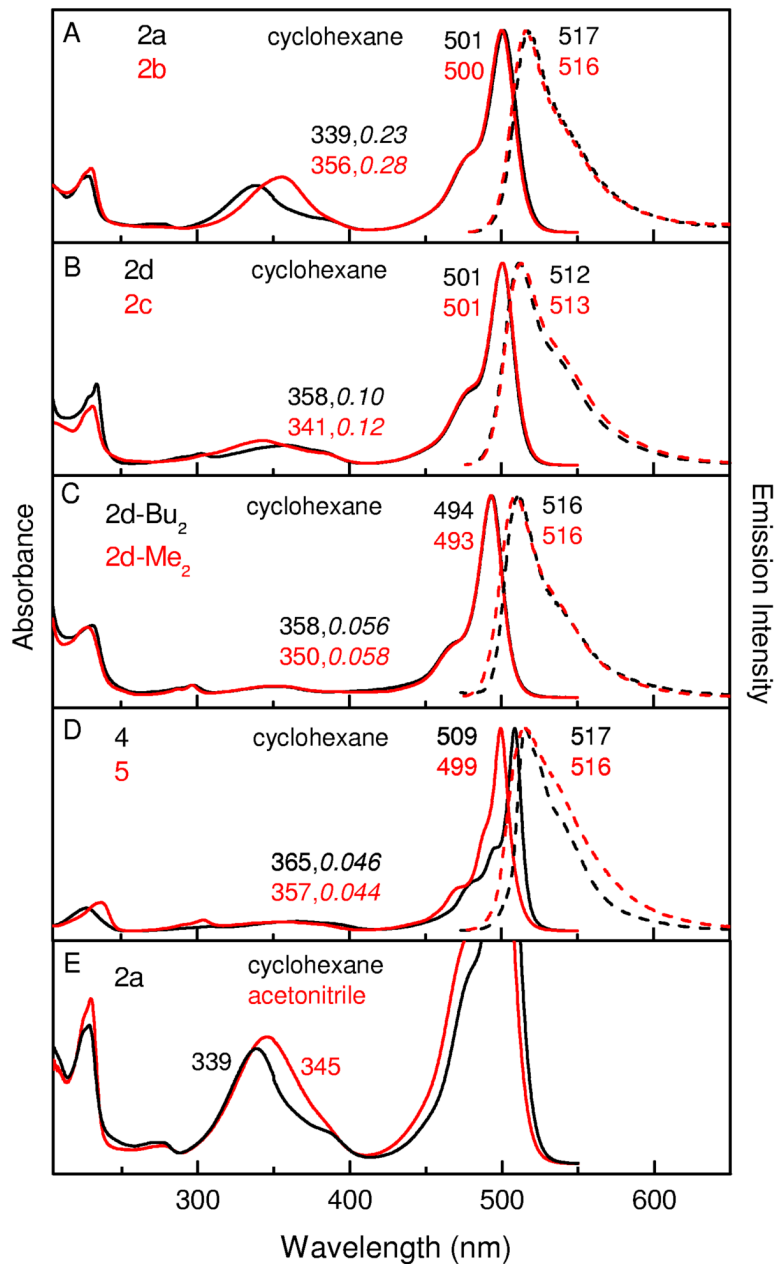 A 2a cyclohexane 501 517
2b 500 516
339,0.23
356,0.28
B 2d cyclohexane 501 512
2c 501 513
358,0.10
341,0.12
C 2d-Bu₂ cyclohexane 494 516
2d-Me₂ 493 516
358,0.056
350,0.058
D 4 cyclohexane 509 517
5 499 516
365,0.046
357,0.044
E 2a cyclohexane
acetonitrile
339 345
Absorbance
Emission Intensity
300 400 500 600
Wavelength (nm)